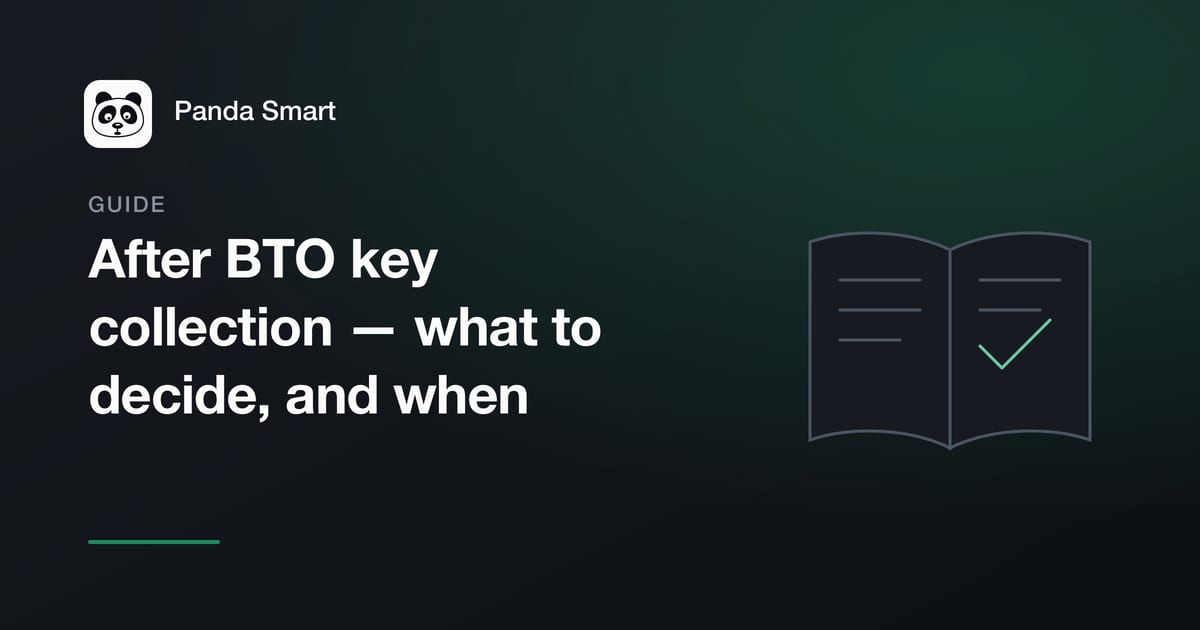 Panda Smart
GUIDE
After BTO key
collection — what to
decide, and when